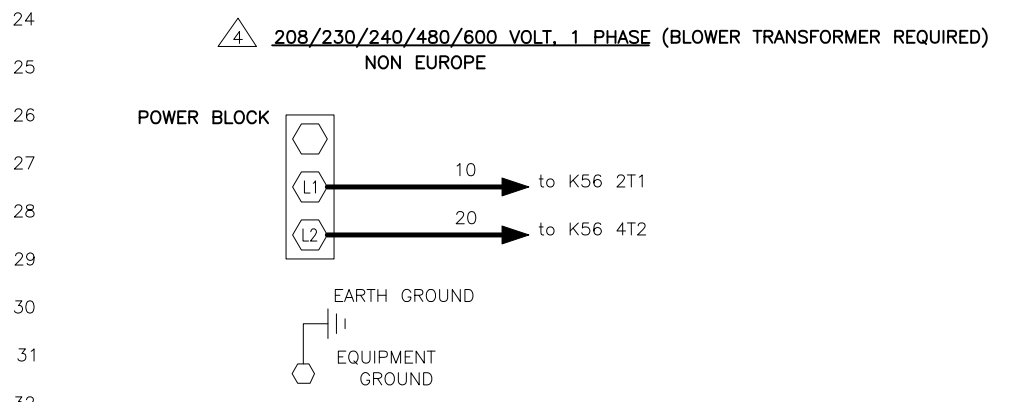 24
4 208/230/240/480/600 VOLT, 1 PHASE (BLOWER TRANSFORMER REQUIRED)
25 NON EUROPE
26 POWER BLOCK
27 10
L1 to K56 2T1
28 20
L2 to K56 4T2
29
30 EARTH GROUND
31 EQUIPMENT
GROUND
32